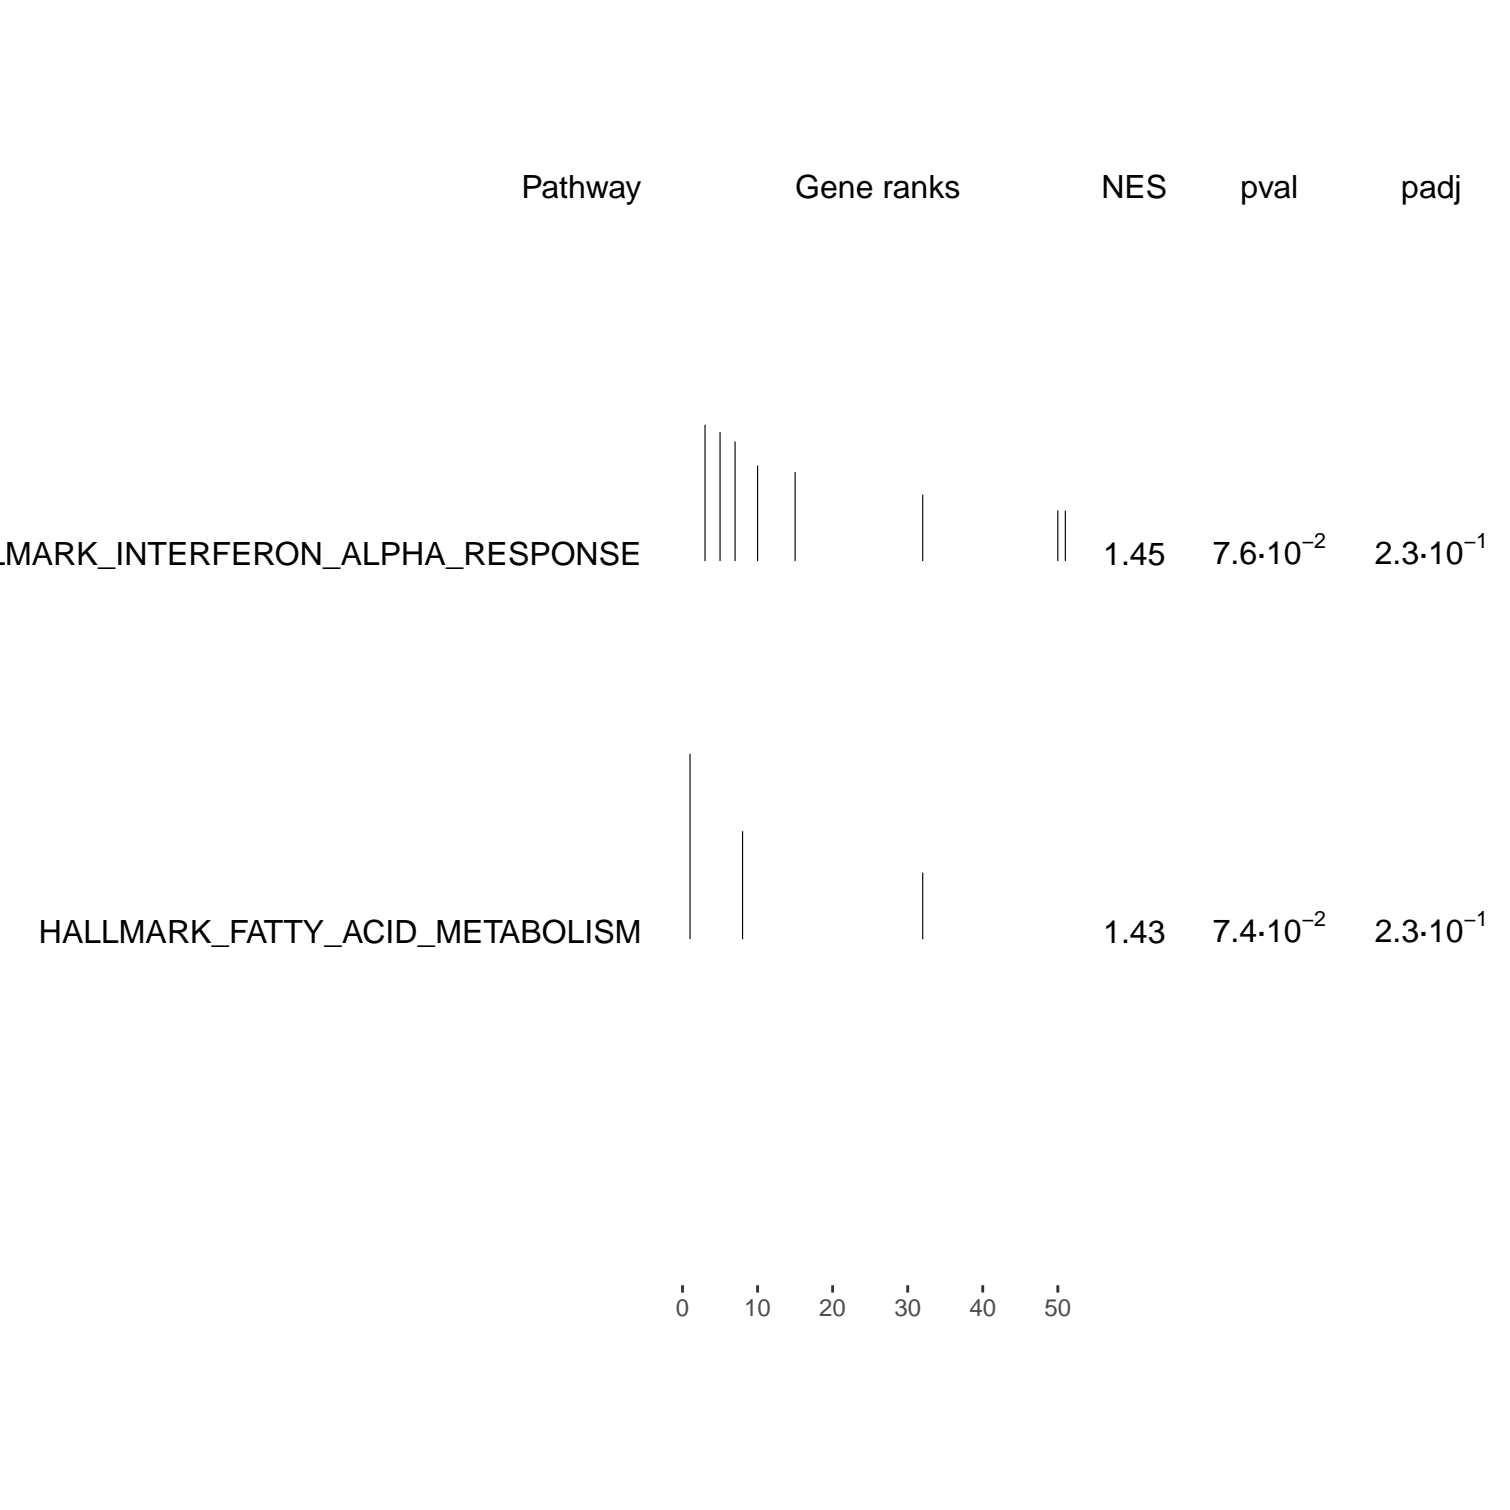 Pathway Gene ranks NES pval padj
LMARK_INTERFERON_ALPHA_RESPONSE 1.45 7.6·10⁻² 2.3·10⁻¹
HALLMARK_FATTY_ACID_METABOLISM 1.43 7.4·10⁻² 2.3·10⁻¹
0 10 20 30 40 50